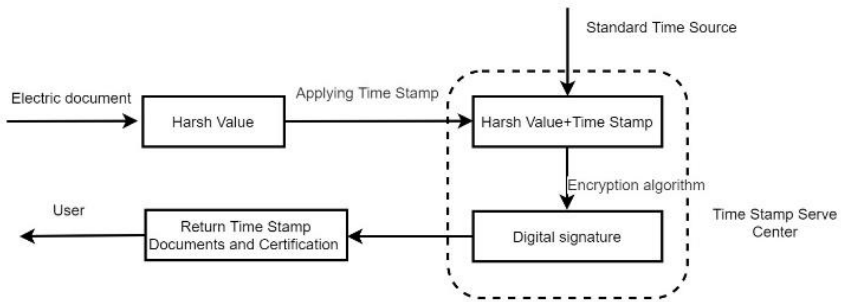 Standard Time Source
Electric document
Harsh Value
Applying Time Stamp
Harsh Value+Time Stamp
Encryption algorithm
User
Return Time Stamp
Documents and Certification
Digital signature
Time Stamp Serve
Center